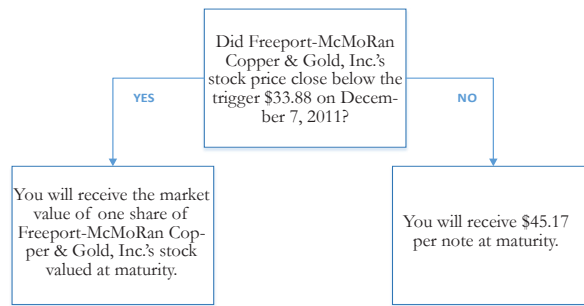 Did Freeport-McMoRan
Copper & Gold, Inc.'s
stock price close below the
trigger $33.88 on Decem-
ber 7, 2011?
YES
NO
You will receive the market
value of one share of
Freeport-McMoRan Cop-
per & Gold, Inc.'s stock
valued at maturity.
You will receive $45.17
per note at maturity.